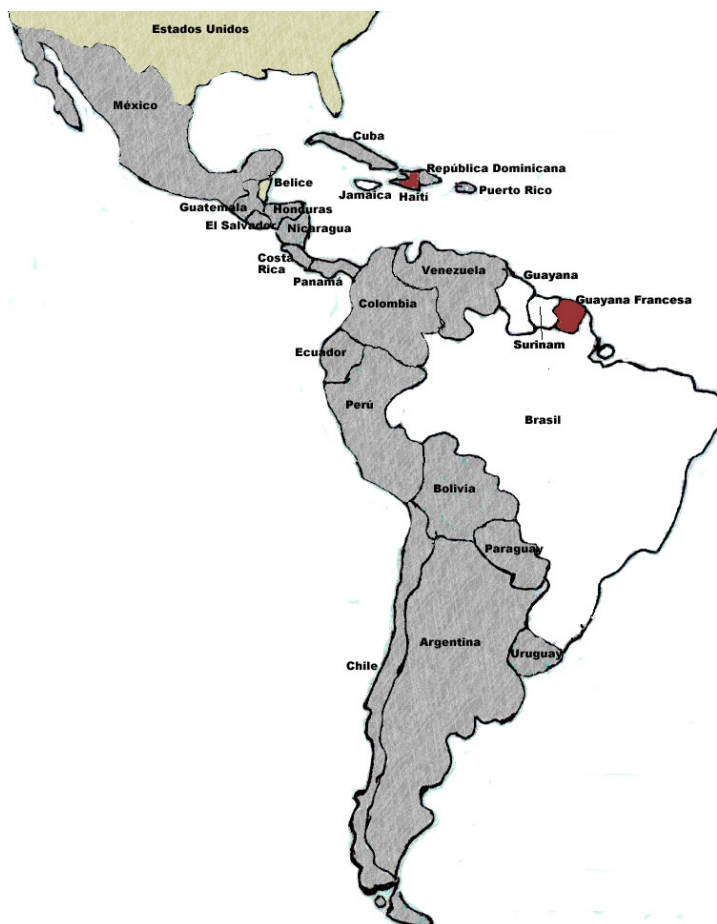 Estados Unidos
México
Cuba
República Dominicana
Belice
Jamaica
Haití
Puerto Rico
Guatemala
Honduras
El Salvador
Nicaragua
Costa
Rica
Panamá
Venezuela
Guayana
Colombia
Guayana Francesa
Surinam
Ecuador
Perú
Brasil
Bolivia
Paraguay
Argentina
Uruguay
Chile